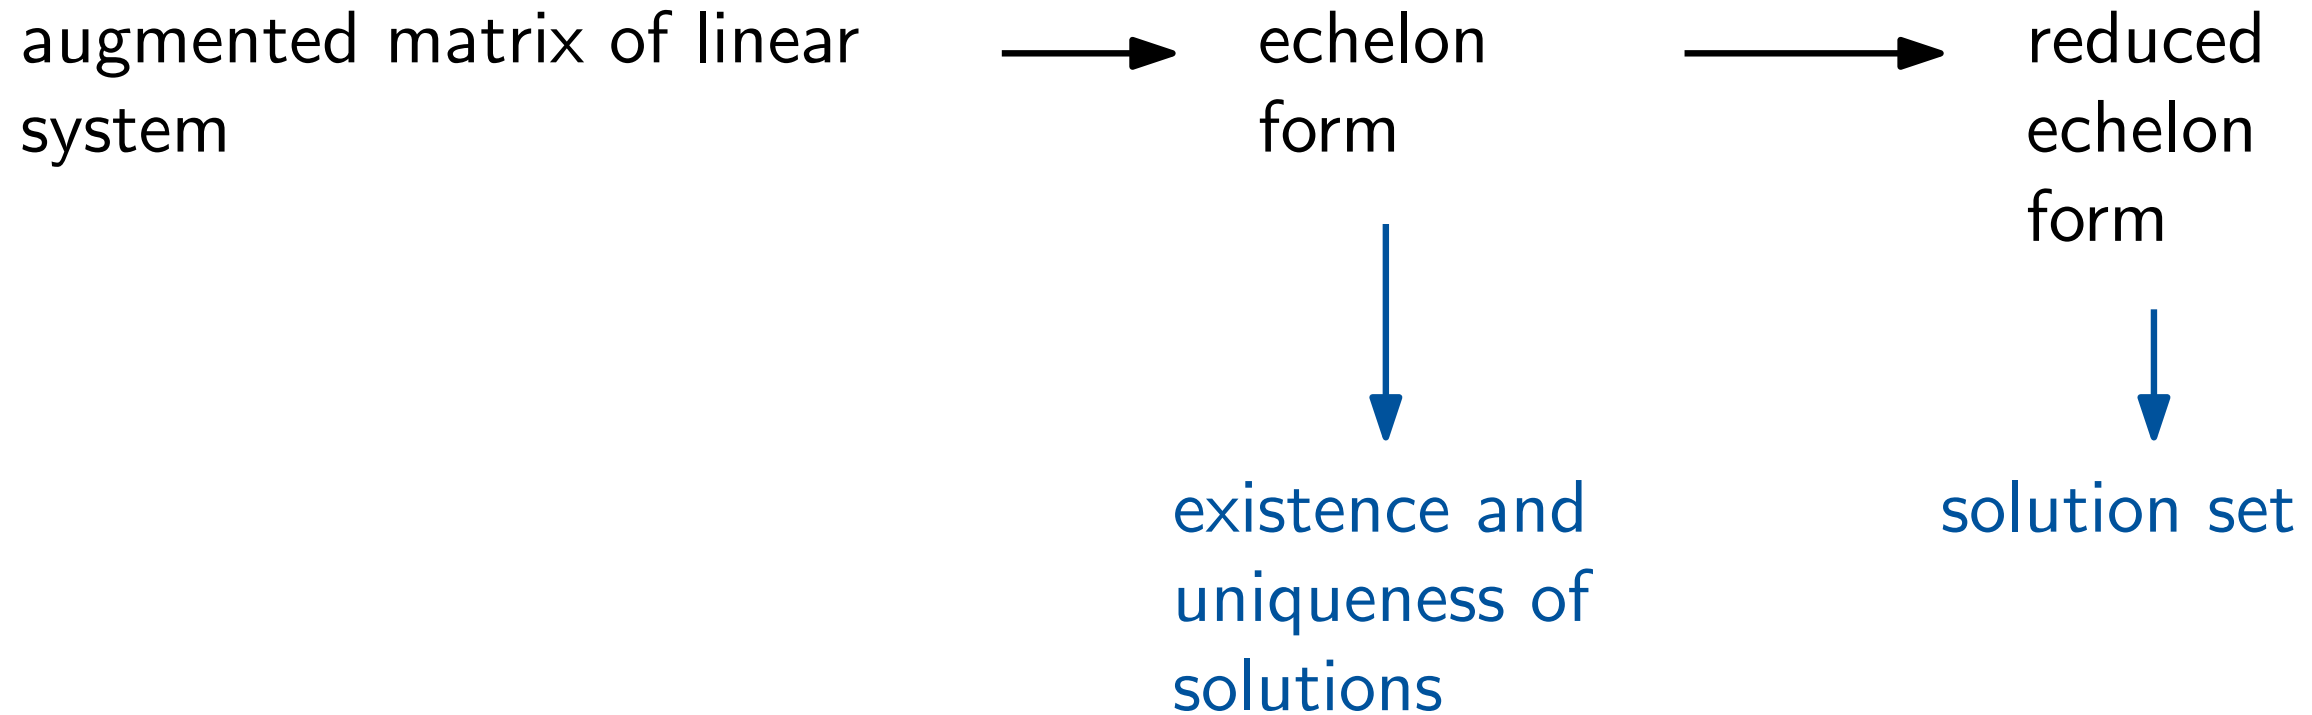 augmented matrix of linear
system
echelon
form
reduced
echelon
form
existence and
uniqueness of
solutions
solution set